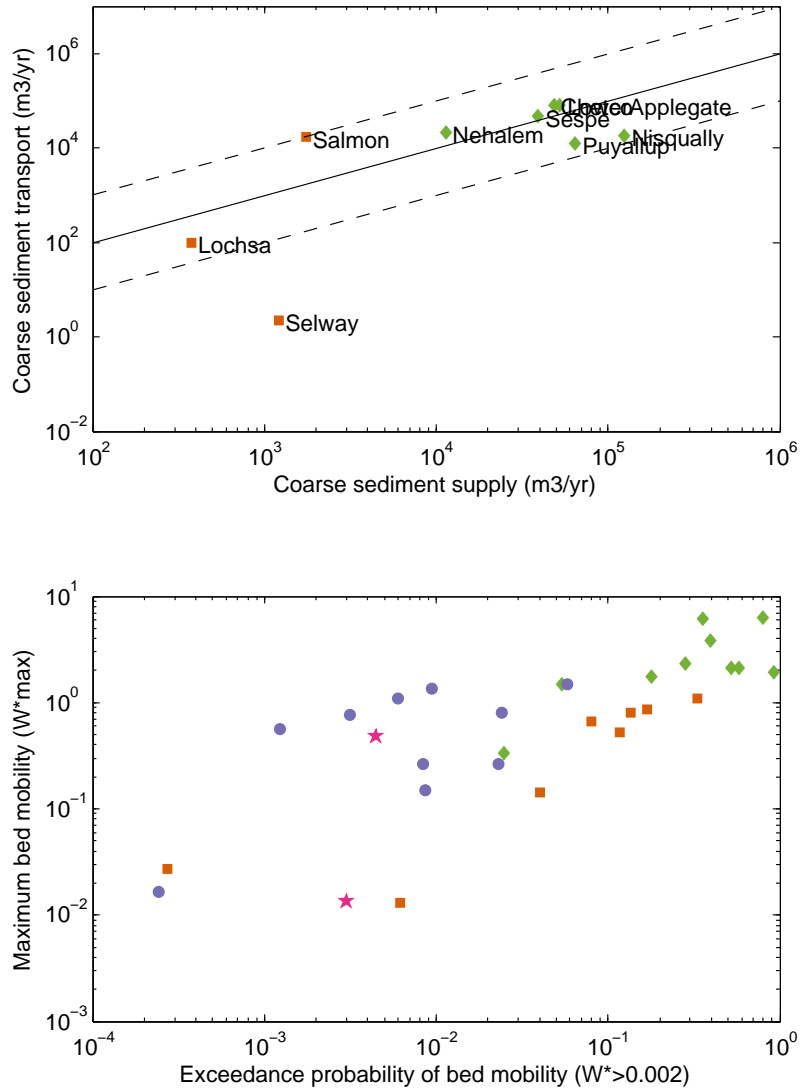 Coarse sediment transport (m3/yr)
10^6
10^4
10^2
10^0
10^-2
Chetco
Lower Applegate
Sespe
Nehalem
Nisqually
Puyallup
Salmon
Lochsa
Selway
10^2 10^3 10^4 10^5 10^6
Coarse sediment supply (m3/yr)
Maximum bed mobility (W*max)
10^1
10^0
10^-1
10^-2
10^-3
10^-4 10^-3 10^-2 10^-1 10^0
Exceedance probability of bed mobility (W*>0.002)